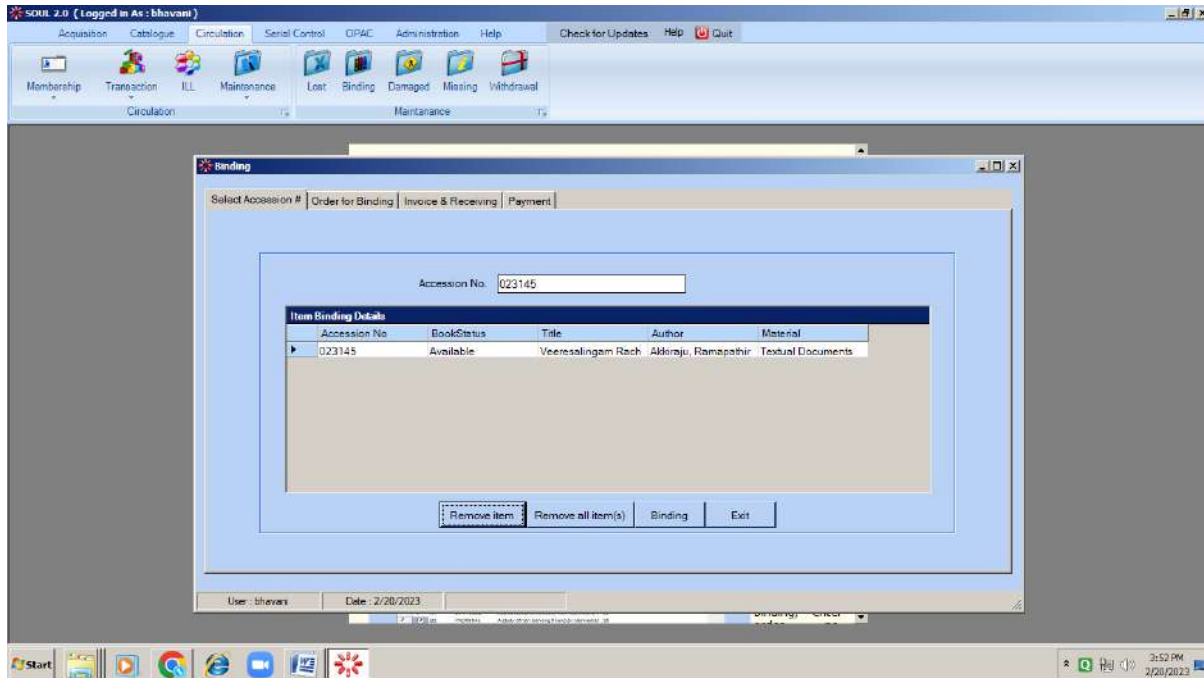 SOUL 2.0 ( Logged in As : bhavani )
Acquisition Catalogue Circulation Serial Control OPAC Administration Help Check for Updates Help Quit
Membership Transaction ILL Maintenance Lost Binding Damaged Missing Withdrawal
Circulation Maintanance
Binding
Select Accession # Order for Binding Invoice & Receiving Payment
Accession No. 023145
Item Binding Details
Accession No BookStatus Title Author Material
023145 Available Veeresalingam Rach Akkiraju, Ramapathir Textual Documents
Remove item Remove all item(s) Binding Exit
User : bhavani Date : 2/20/2023
Start 3:52 PM
2/20/2023